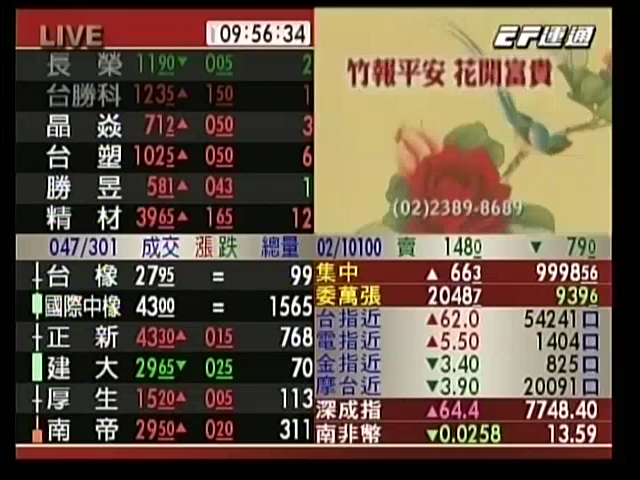 LIVE 09:56:34
長榮 1190▼ 005 2
台勝科 1235▲ 150 1
晶焱 712▲ 050 3
台塑 1025▲ 050 6
勝昱 581▲ 043 1
精材 3965▲ 165 12
竹報平安 花開富貴
(02)2389-8689
047/301 成交 漲跌 總量
台橡 2795 = 99
國際中橡 4300 = 1565
正新 4330▲ 015 768
建大 2965▼ 025 70
厚生 1520▲ 005 113
南帝 2950▲ 020 311
02/10100 賣 1480 ▼ 790
集中 ▲ 663 999856
委萬張 20487 9396
台指近 ▲62.0 54241口
電指近 ▲5.50 1404口
金指近 ▼3.40 825口
摩台近 ▼3.90 20091口
深成指 ▲64.4 7748.40
南非幣 ▼0.0258 13.59